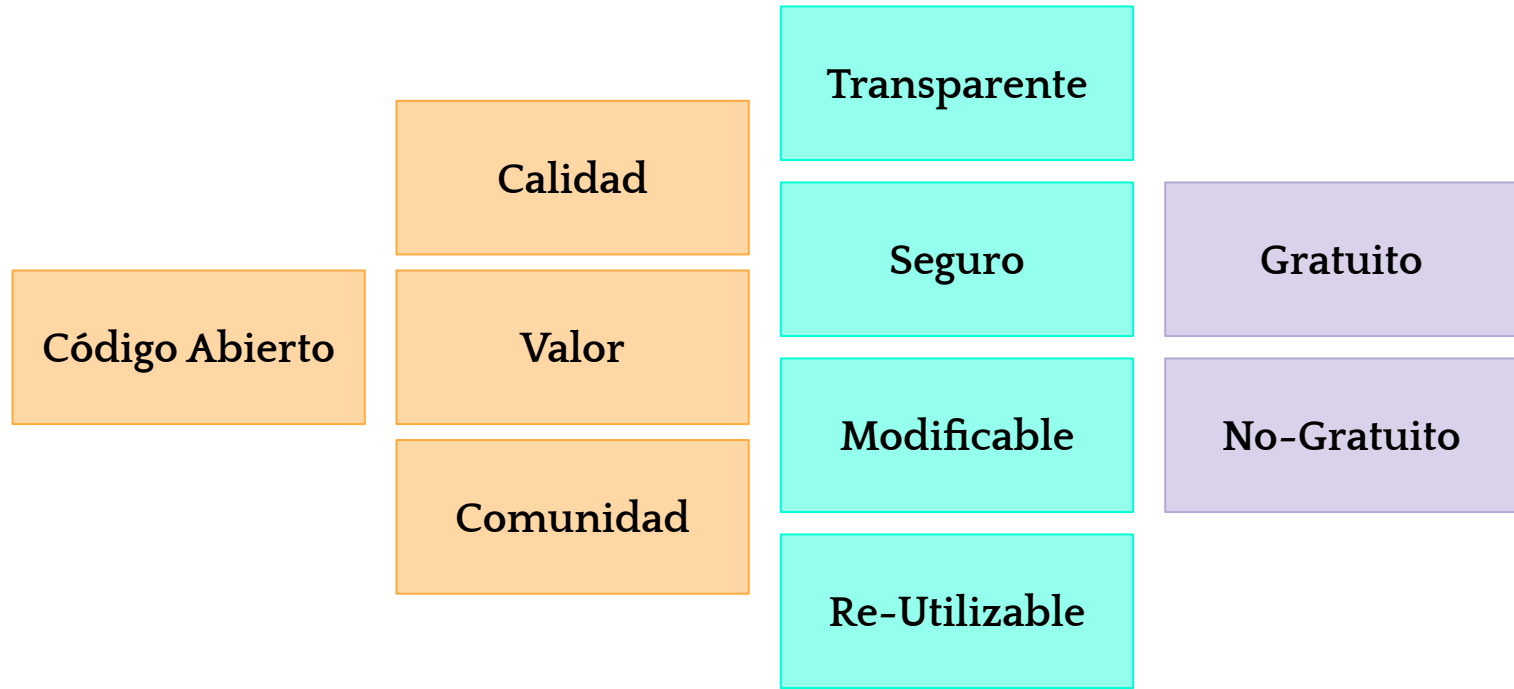 Código Abierto
Calidad
Valor
Comunidad
Transparente
Seguro
Modificable
Re-Utilizable
Gratuito
No-Gratuito